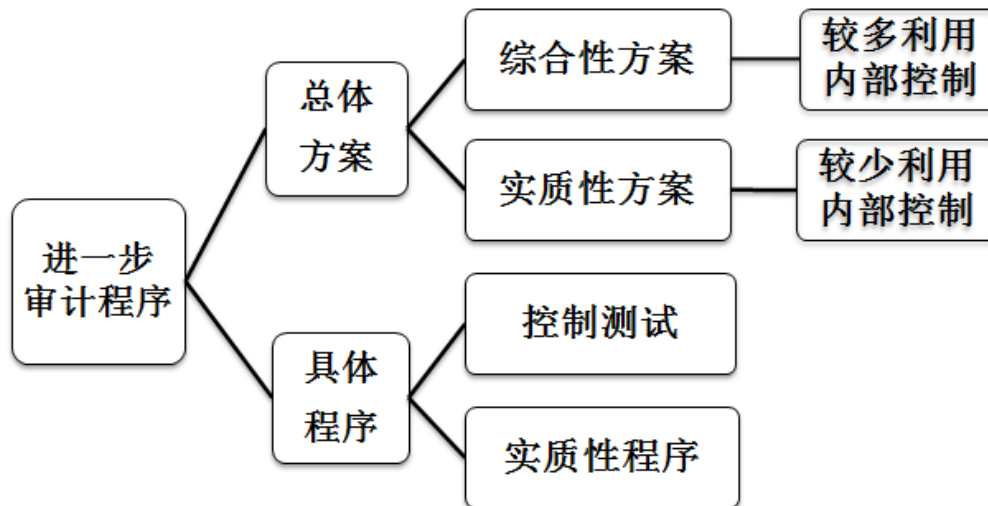 进一步
审计程序
总体
方案
综合性方案
较多利用
内部控制
实质性方案
较少利用
内部控制
具体
程序
控制测试
实质性程序